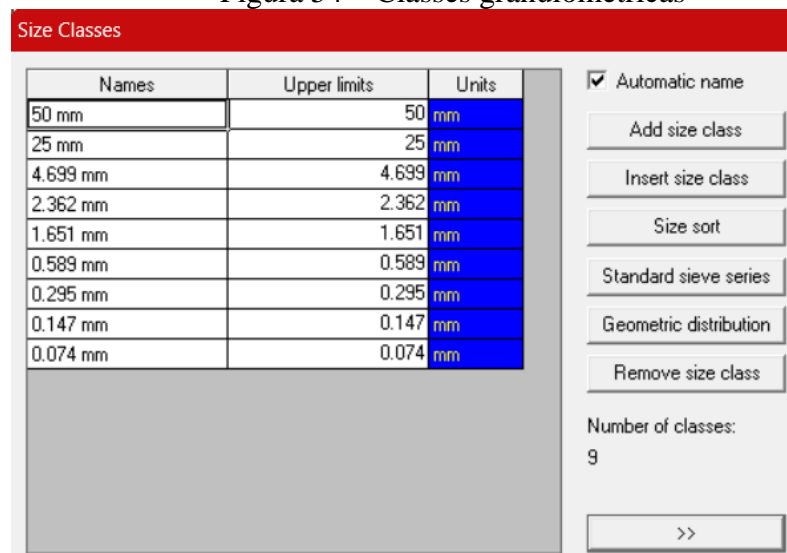 Figura 34 – Classes granulométricas
Size Classes
Names Upper limits Units
50 mm 50 mm
25 mm 25 mm
4.699 mm 4.699 mm
2.362 mm 2.362 mm
1.651 mm 1.651 mm
0.589 mm 0.589 mm
0.295 mm 0.295 mm
0.147 mm 0.147 mm
0.074 mm 0.074 mm
Automatic name
Add size class
Insert size class
Size sort
Standard sieve series
Geometric distribution
Remove size class
Number of classes:
9
>>